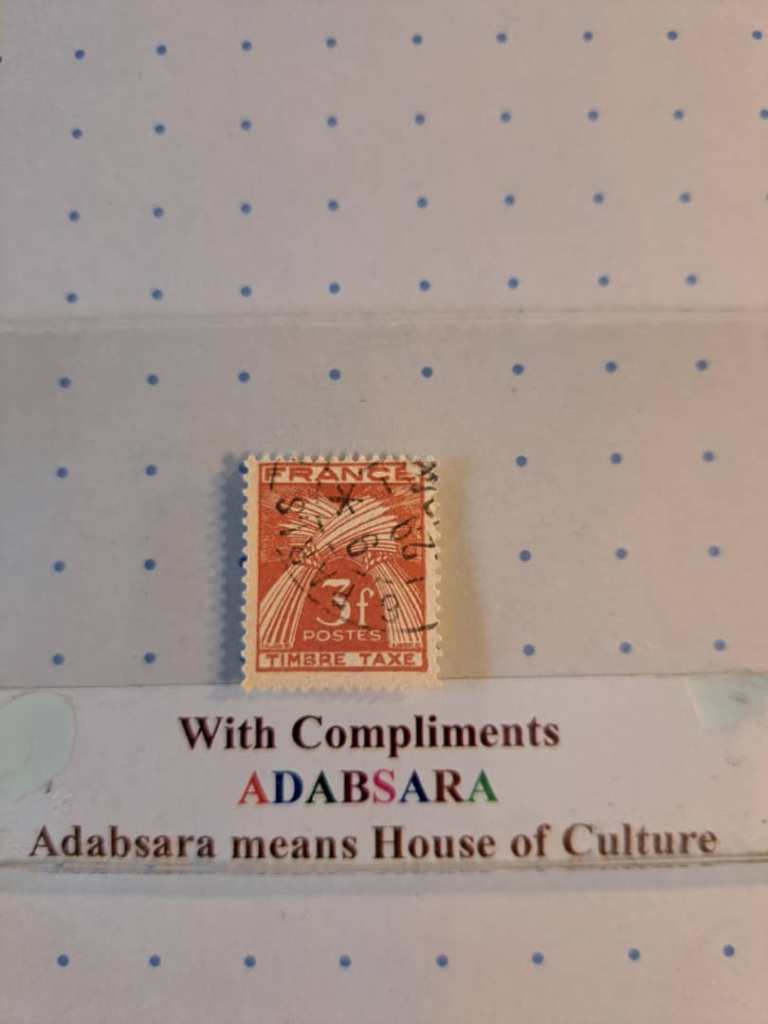 FRANCE
3f
POSTES
TIMBRE TAXE
With Compliments
ADABSARA
Adabsara means House of Culture